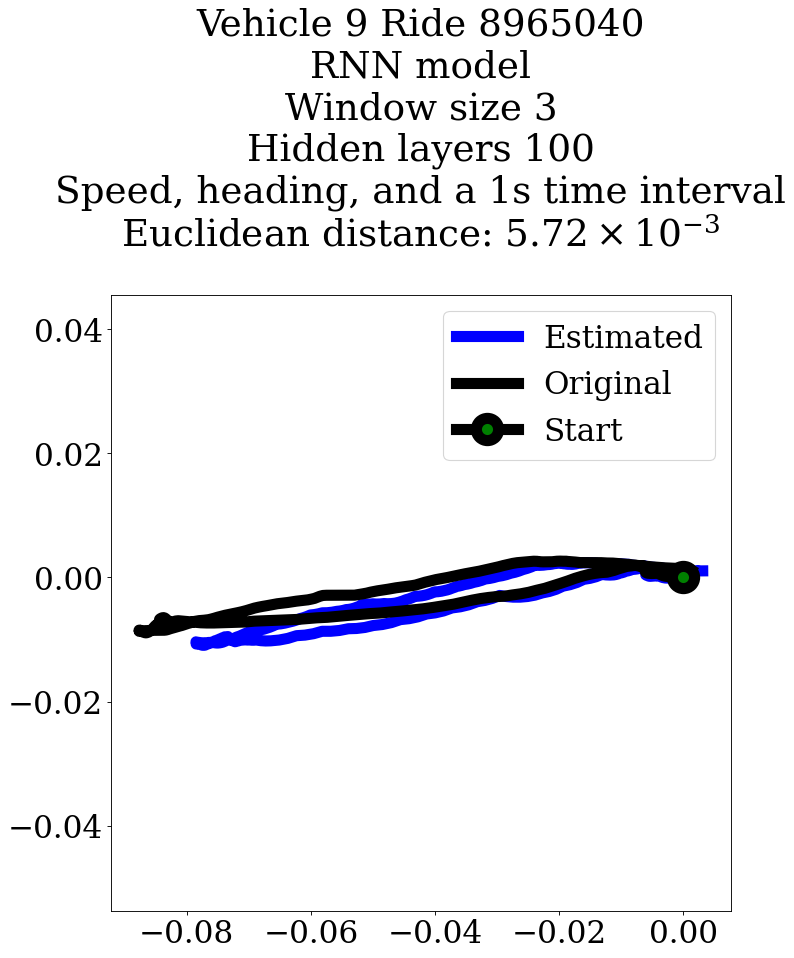 Vehicle 9 Ride 8965040
RNN model
Window size 3
Hidden layers 100
Speed, heading, and a 1s time interval
Euclidean distance: 5.72 × 10⁻³
Estimated
Original
Start
0.04
0.02
0.00
−0.02
−0.04
−0.08 −0.06 −0.04 −0.02 0.00